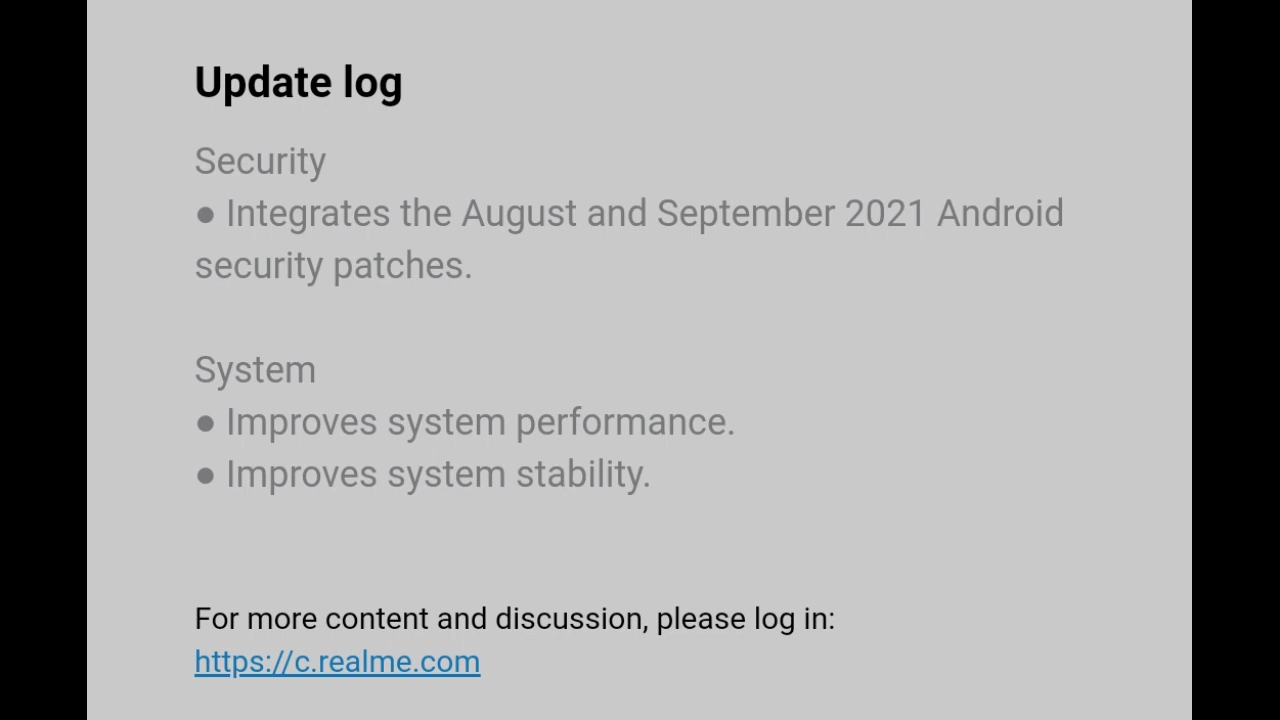 Update log
Security
● Integrates the August and September 2021 Android
security patches.
System
● Improves system performance.
● Improves system stability.
For more content and discussion, please log in:
https://c.realme.com